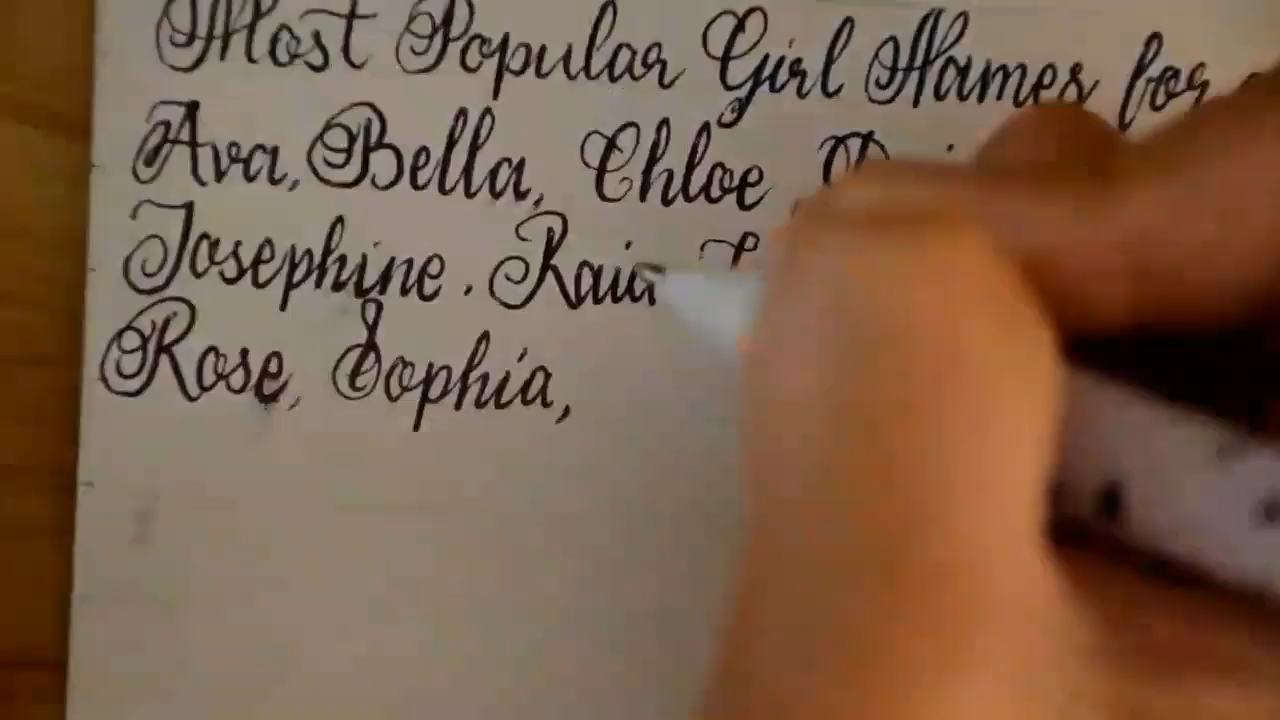 Most Popular Girl Names for
Ava, Bella, Chloe
Josephine.
Rose, Sophia,